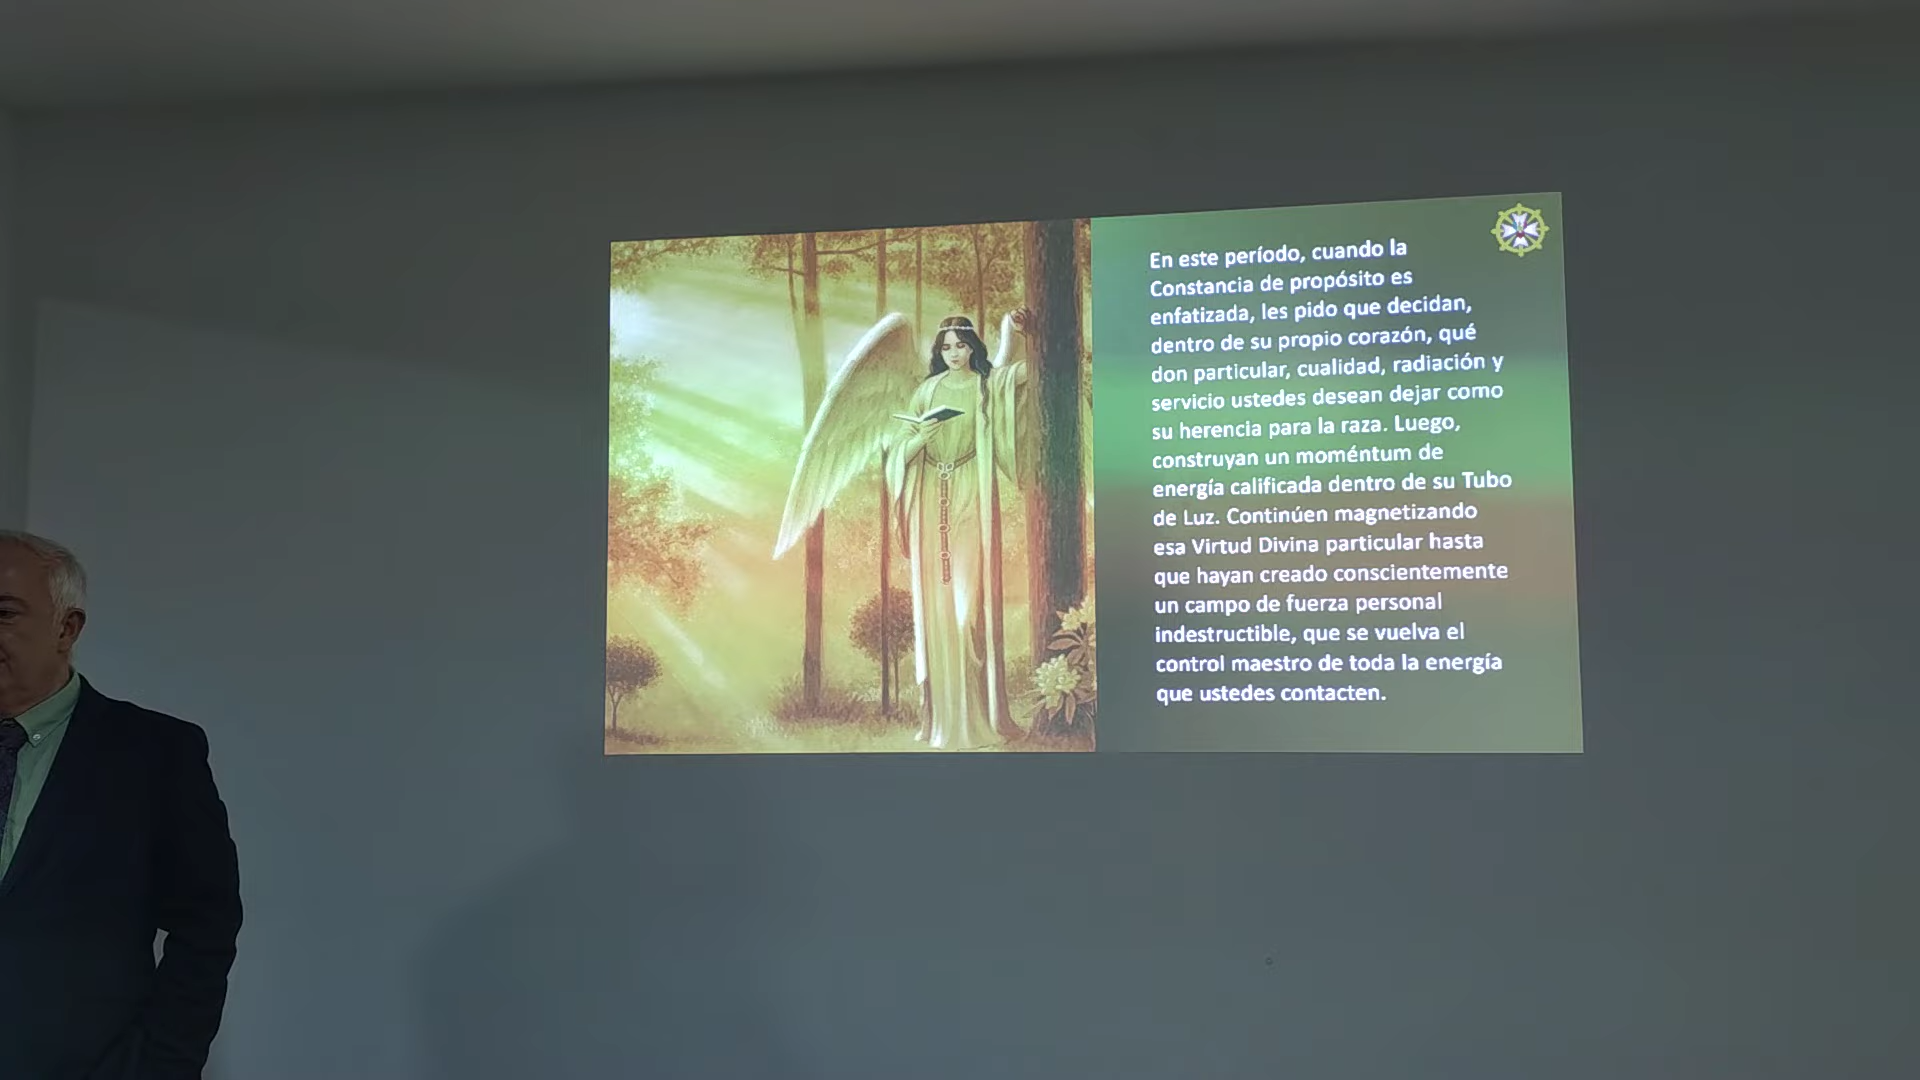 En este período, cuando la
Constancia de propósito es
enfatizada, les pido que decidan,
dentro de su propio corazón, qué
don particular, cualidad, radiación y
servicio ustedes desean dejar como
su herencia para la raza. Luego,
construyan un moméntum de
energía calificada dentro de su Tubo
de Luz. Continúen magnetizando
esa Virtud Divina particular hasta
que hayan creado conscientemente
un campo de fuerza personal
indestructible, que se vuelva el
control maestro de toda la energía
que ustedes contacten.